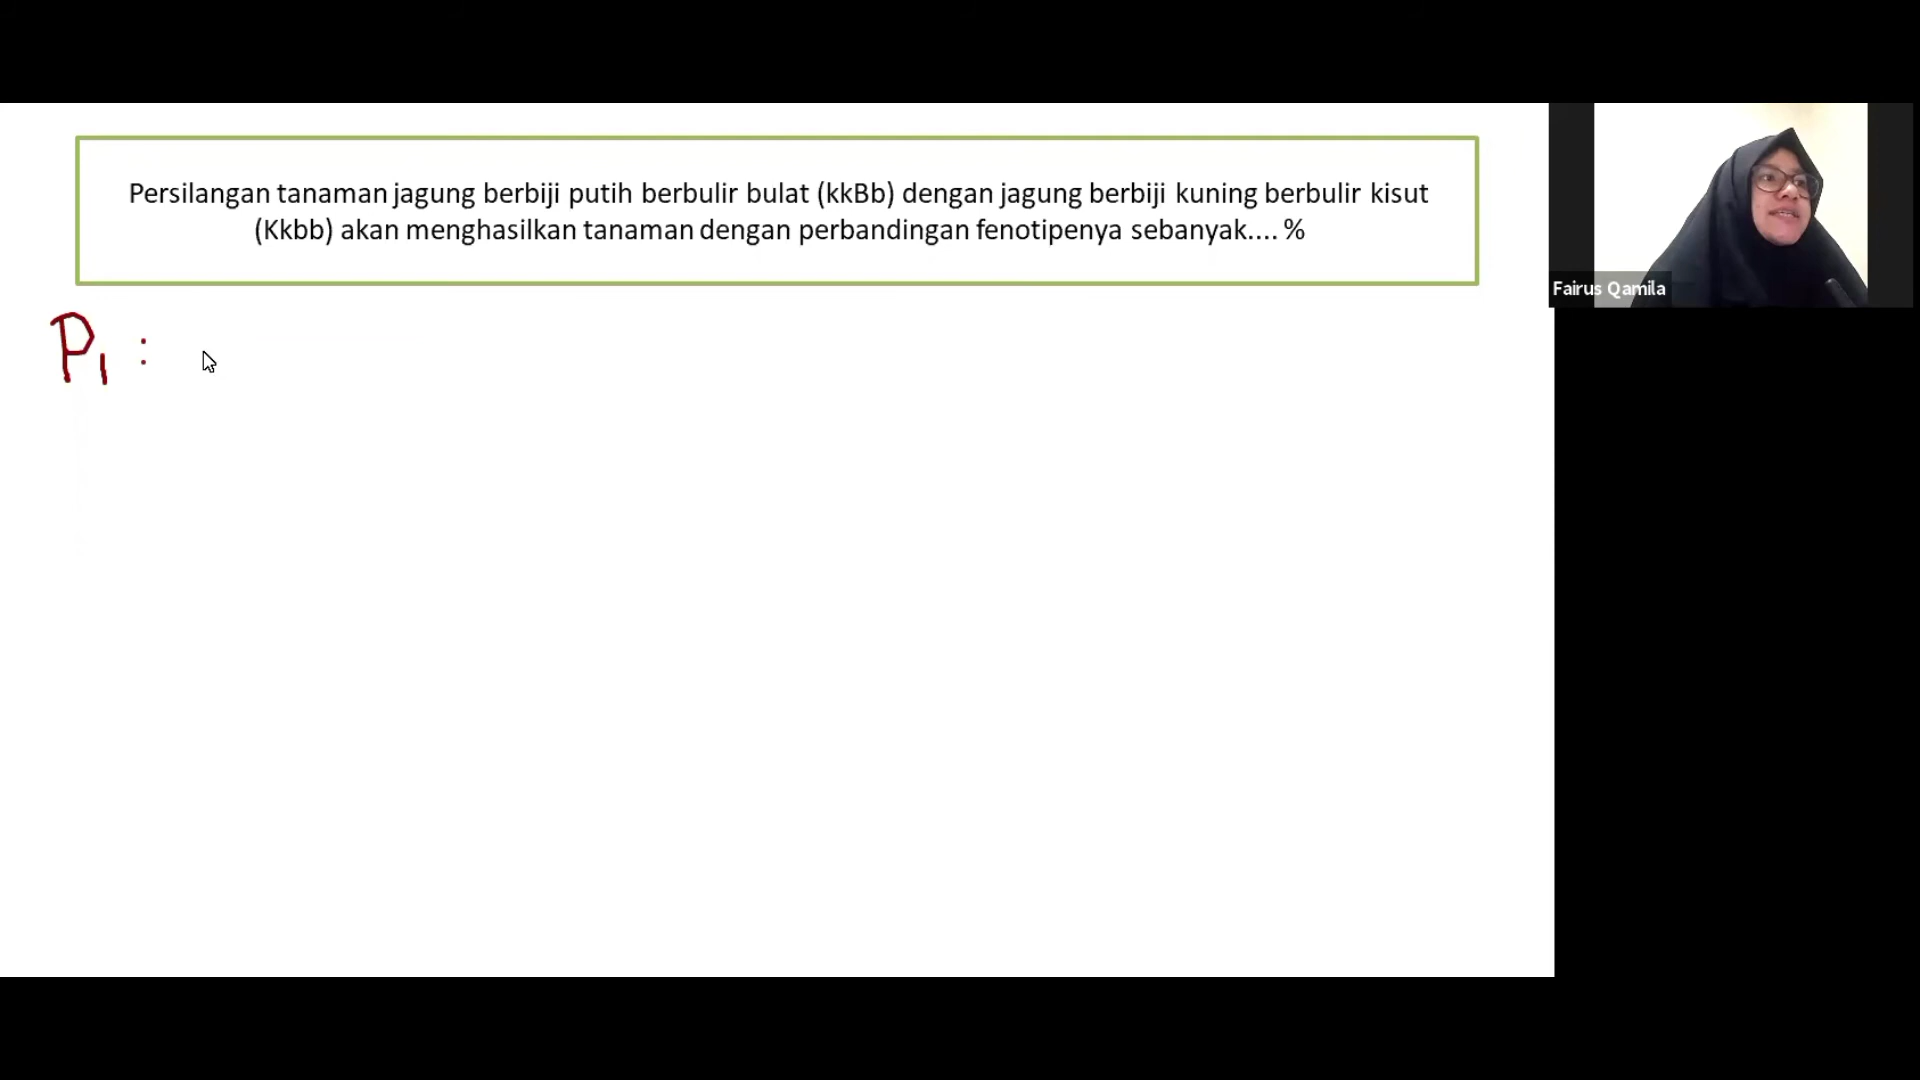 Persilangan tanaman jagung berbiji putih berbulir bulat (kkBb) dengan jagung berbiji kuning berbulir kisut
(Kkbb) akan menghasilkan tanaman dengan perbandingan fenotipenya sebanyak.... %
Fairus Qamila
P1 :